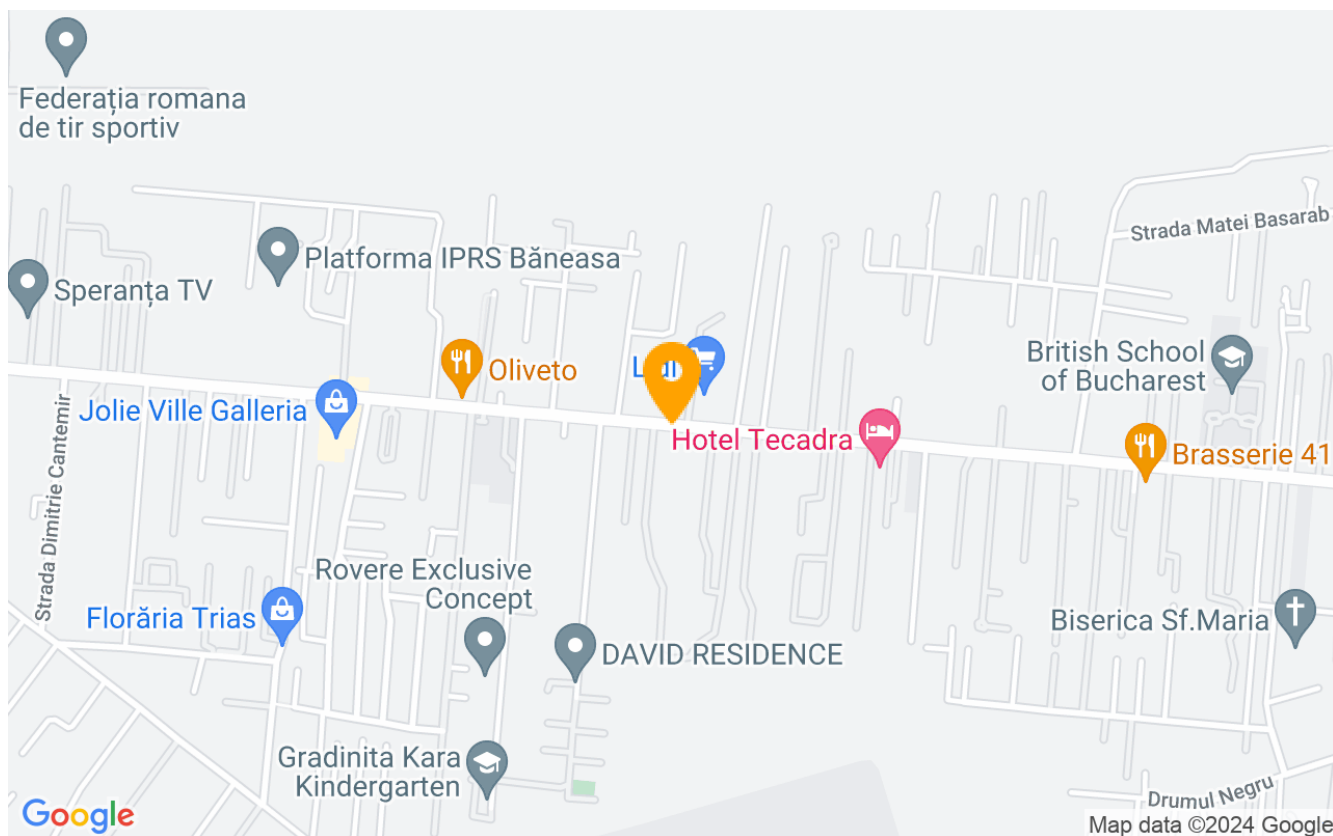 Federația romana
de tir sportiv
Strada Matei Basarab
Platforma IPRS Băneasa
Speranța TV
British School
of Bucharest
Oliveto
Jolie Ville Galleria
Hotel Tecadra
Brasserie 41
Strada Dimitrie Cantemir
Rovere Exclusive
Concept
Florăria Trias
Biserica Sf.Maria
DAVID RESIDENCE
Gradinita Kara
Kindergarten
Drumul Negru
Google
Map data ©2024 Google